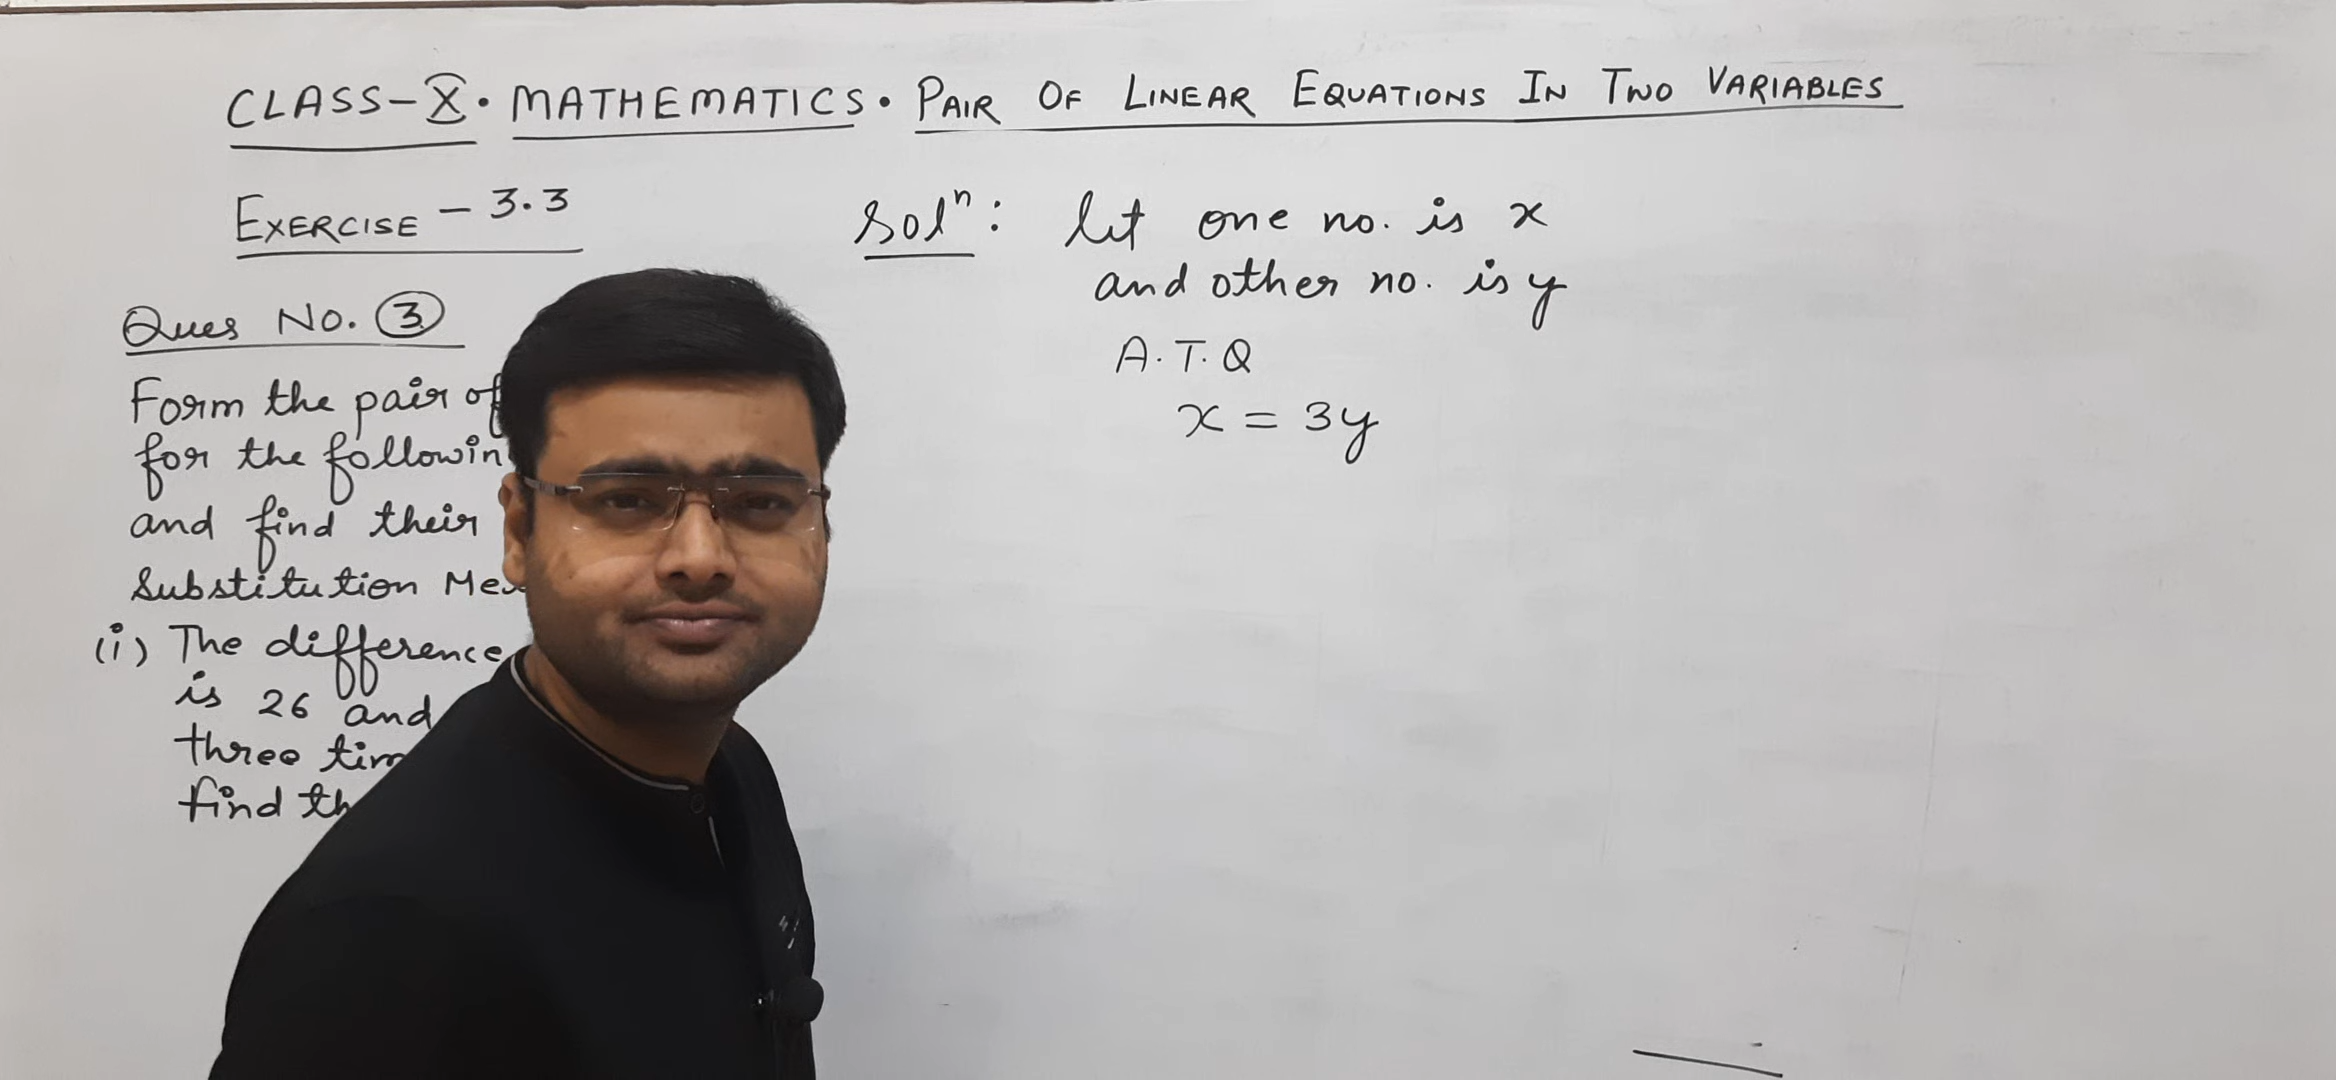 CLASS-X. MATHEMATICS. PAIR OF LINEAR EQUATIONS IN TWO VARIABLES
EXERCISE - 3.3
Ques No. 3
Form the pair of
for the followin
and find their
Substitution Me
(i) The difference
is 26 and
three tim
find th
Solⁿ: let one no. is x
and other no. is y
A.T.Q
x = 3y